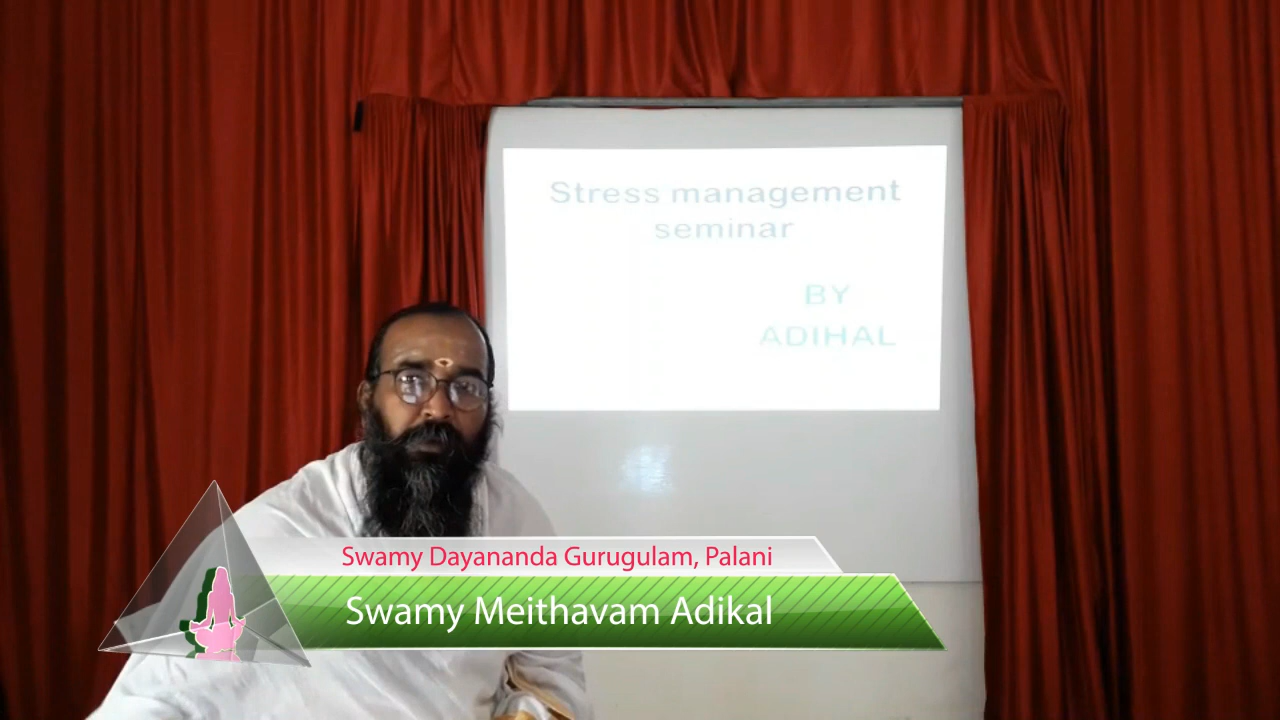 Stress management
seminar
BY
ADIHAL
Swamy Dayananda Gurugulam, Palani
Swamy Meithavam Adikal